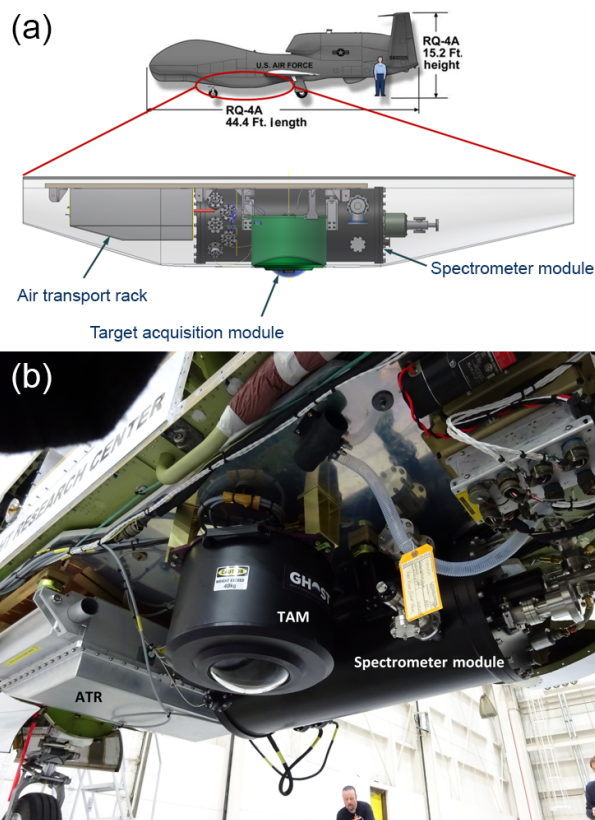 (a)
U.S. AIR FORCE
RQ-4A
15.2 Ft.
height
RQ-4A
44.4 Ft. length
Spectrometer module
Air transport rack
Target acquisition module
(b)
RESEARCH CENTER
CAUTION
GHOST
TAM
Spectrometer module
ATR